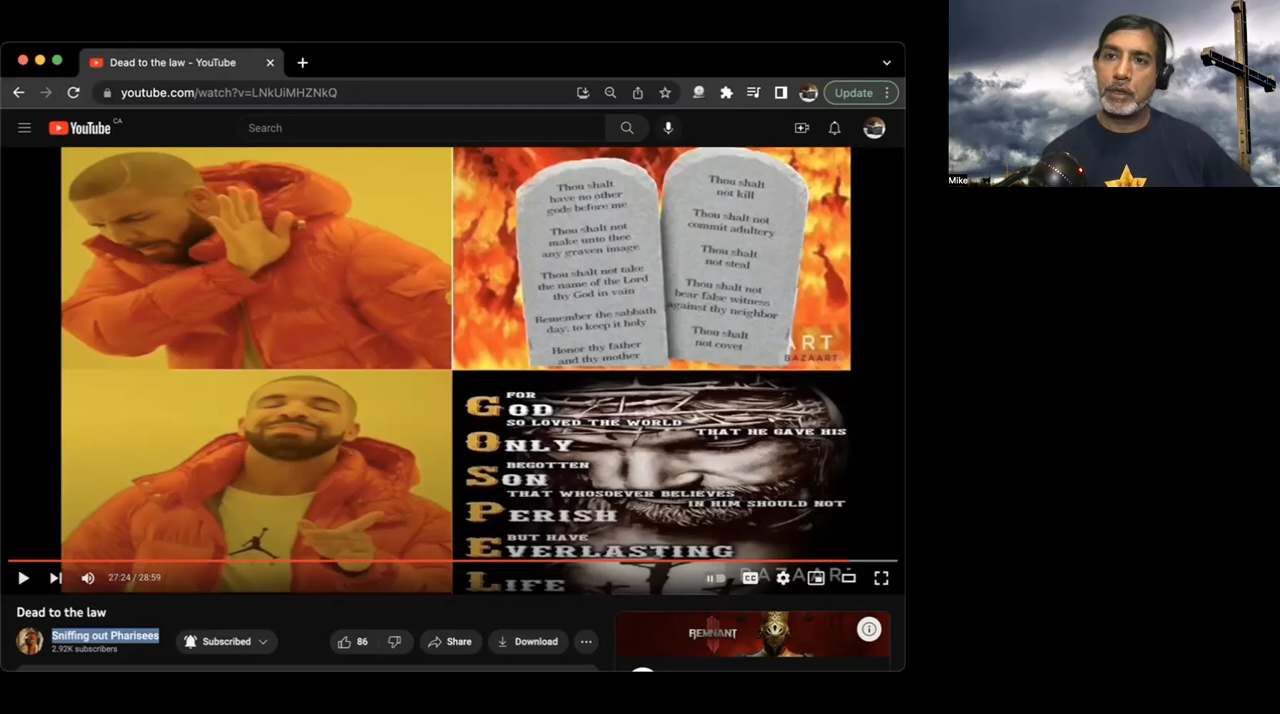 Dead to the law - YouTube
youtube.com/watch?v=LNkUiMHZNkQ
Update
YouTube CA
Search
Mike
Thou shalt
have no other
gods before me
Thou shalt not
make unto thee
any graven image
Thou shalt not take
the name of the Lord
thy God in vain
Remember the sabbath
day, to keep it holy
Honor thy father
and thy mother
Thou shalt
not kill
Thou shalt not
commit adultery
Thou shalt
not steal
Thou shalt not
bear false witness
against thy neighbor
Thou shalt
not covet
ART
BAZAART
FOR
GOD
SO LOVED THE WORLD
THAT HE GAVE HIS
ONLY
BEGOTTEN
SON
THAT WHOSOEVER BELIEVES
IN HIM SHOULD NOT
PERISH
BUT HAVE
EVERLASTING
LIFE
BAZAART
27:24 / 28:59
CC
Dead to the law
Sniffing out Pharisees
2.92K subscribers
Subscribed
86
Share
Download
REMNANT